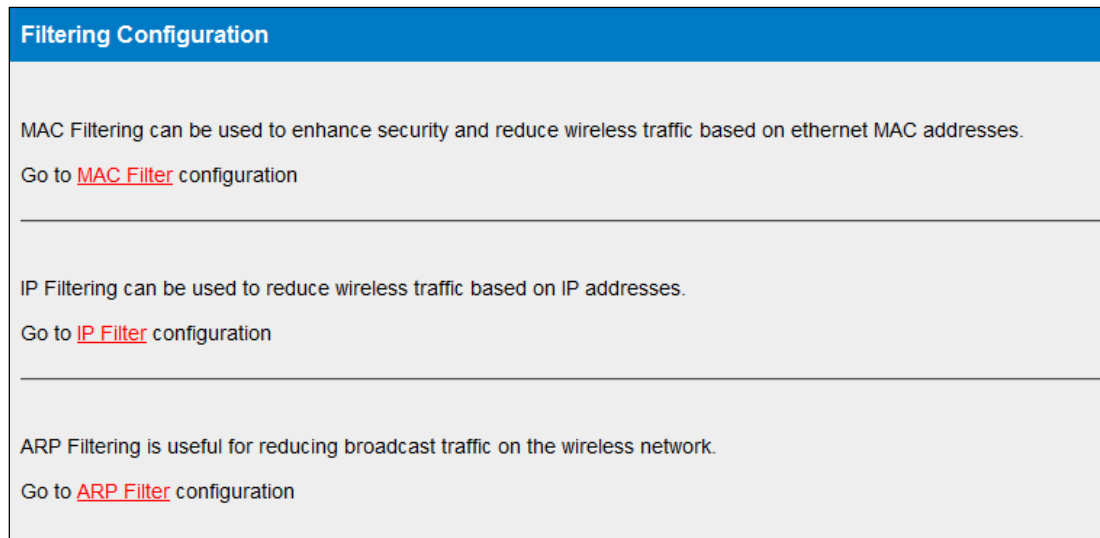 Filtering Configuration
MAC Filtering can be used to enhance security and reduce wireless traffic based on ethernet MAC addresses.
Go to MAC Filter configuration
IP Filtering can be used to reduce wireless traffic based on IP addresses.
Go to IP Filter configuration
ARP Filtering is useful for reducing broadcast traffic on the wireless network.
Go to ARP Filter configuration